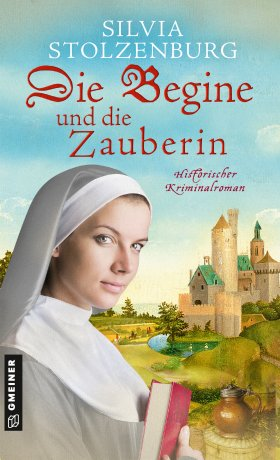 SILVIA
STOLZENBURG
Die Begine
und die
Zauberin
Historischer
Kriminalroman
GMEINER